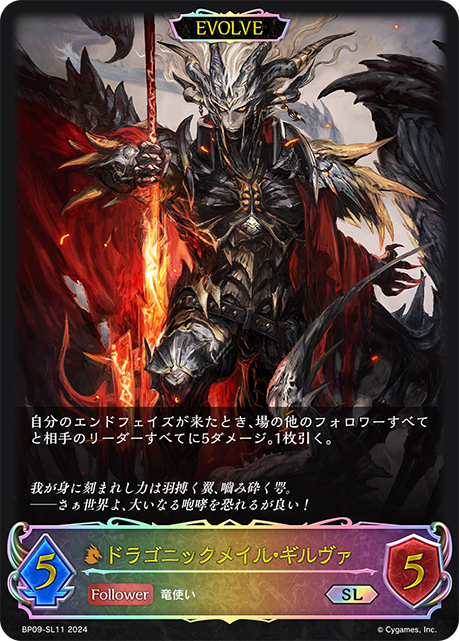 EVOLVE
自分のエンドフェイズが来たとき、場の他のフォロワーすべて
と相手のリーダーすべてに5ダメージ。1枚引く。
我が身に刻まれし力は羽搏く翼、噛み砕く咢。
――さぁ世界よ、大いなる咆哮を恐れるが良い！
ドラゴニックメイル・ギルヴァ
5
Follower 竜使い
SL
5
BP09-SL11 2024
© Cygames, Inc.